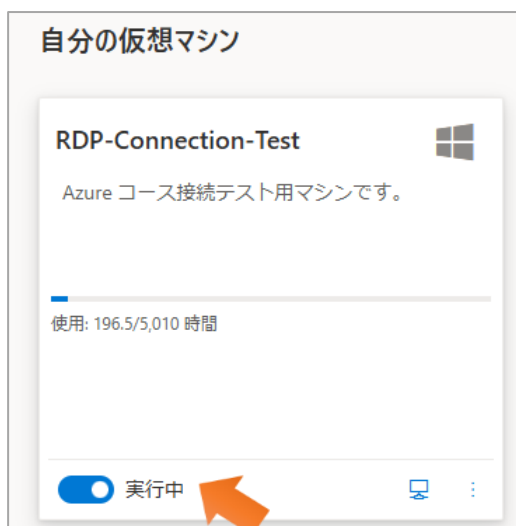 自分の仮想マシン
RDP-Connection-Test
Azure コース接続テスト用マシンです。
使用: 196.5/5,010 時間
実行中